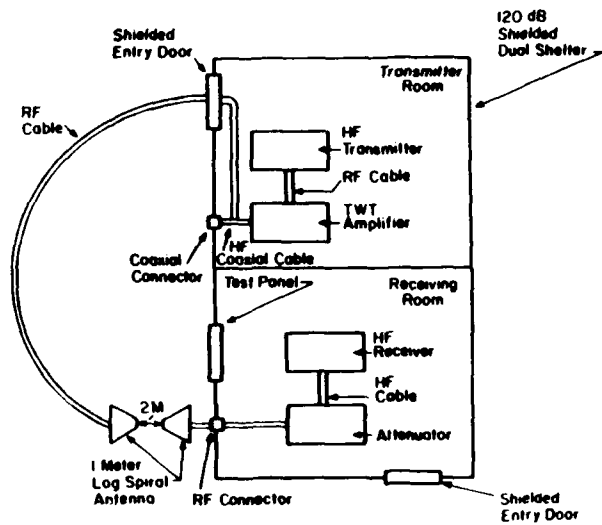 120 dB
Shielded
Dual Shelter
Shielded
Entry Door
Transmitter
Room
RF
Cable
HF
Transmitter
RF Cable
TWT
Amplifier
Coaxial
Connector
HF
Coaxial Cable
Test Panel
Receiving
Room
HF
Receiver
HF
Cable
2M
Attenuator
1 Meter
Log Spiral
Antenna
RF Connector
Shielded
Entry Door